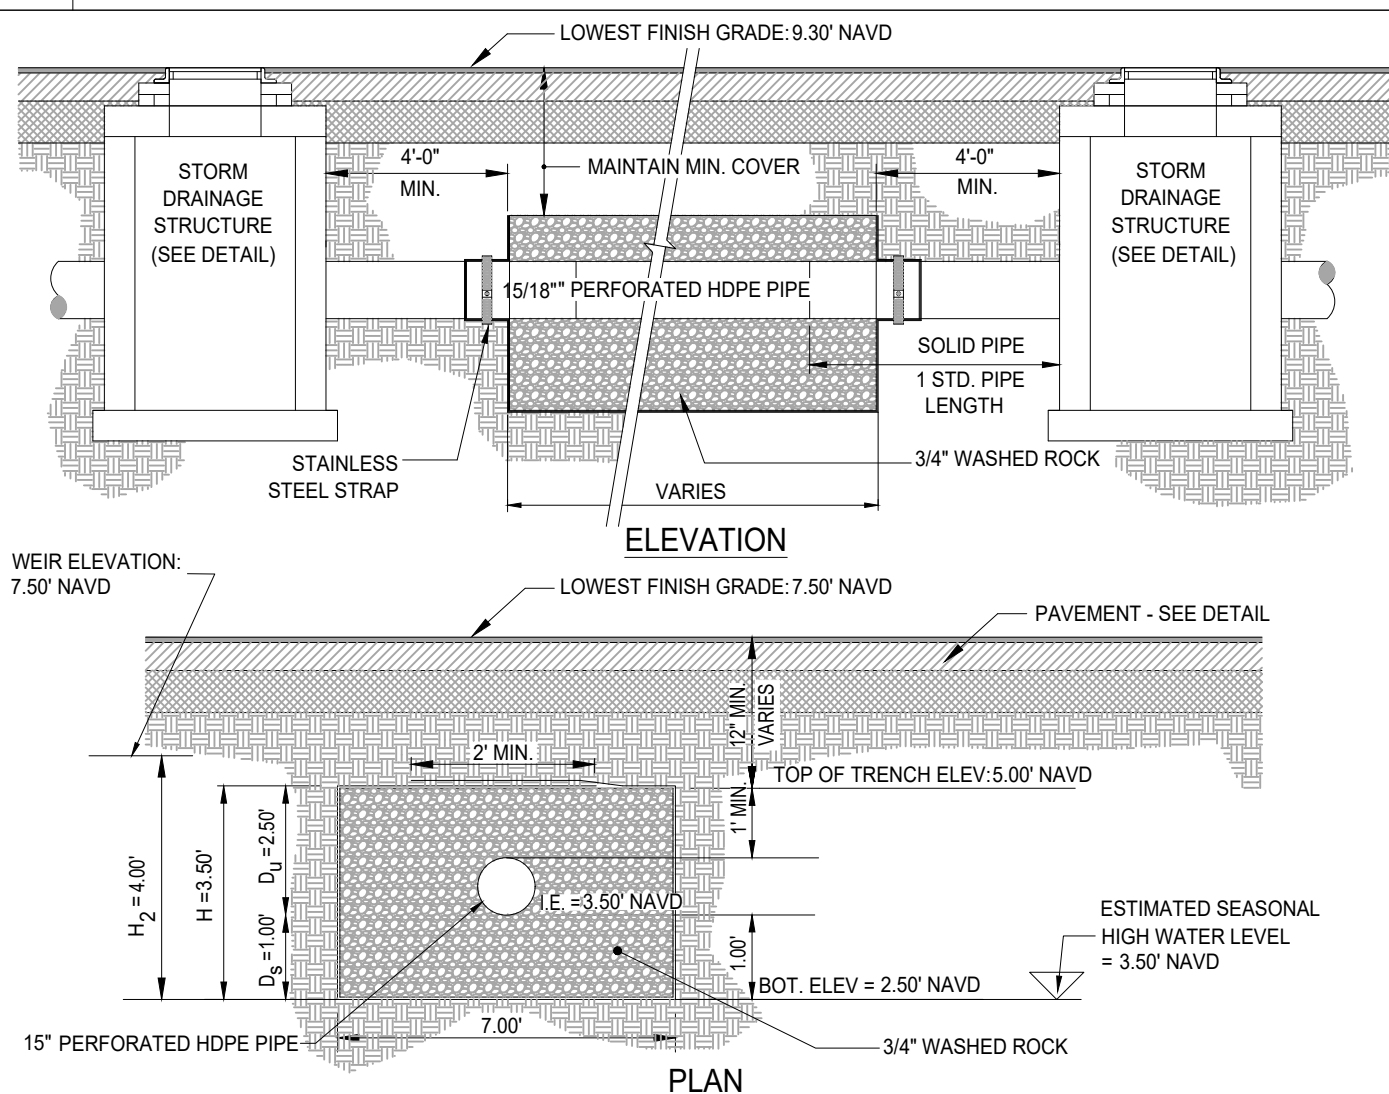 LOWEST FINISH GRADE: 9.30' NAVD
4'-0"
MIN.
MAINTAIN MIN. COVER
4'-0"
MIN.
STORM
DRAINAGE
STRUCTURE
(SEE DETAIL)
STORM
DRAINAGE
STRUCTURE
(SEE DETAIL)
15/18"" PERFORATED HDPE PIPE
SOLID PIPE
1 STD. PIPE
LENGTH
STAINLESS
STEEL STRAP
3/4" WASHED ROCK
VARIES
ELEVATION
WEIR ELEVATION:
7.50' NAVD
LOWEST FINISH GRADE: 7.50' NAVD
PAVEMENT - SEE DETAIL
12" MIN.
VARIES
2' MIN.
TOP OF TRENCH ELEV: 5.00' NAVD
1' MIN.
H2 = 4.00'
H = 3.50'
Du = 2.50'
Ds = 1.00'
I.E. = 3.50' NAVD
1.00'
ESTIMATED SEASONAL
HIGH WATER LEVEL
= 3.50' NAVD
BOT. ELEV = 2.50' NAVD
7.00'
15" PERFORATED HDPE PIPE
3/4" WASHED ROCK
PLAN